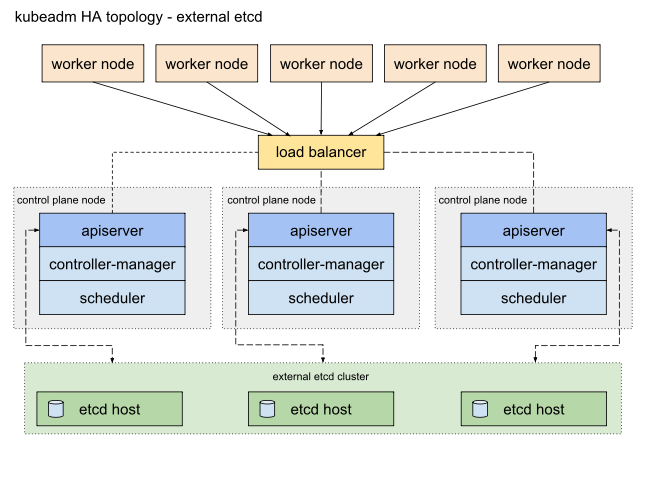 kubeadm HA topology - external etcd
worker node
worker node
worker node
worker node
worker node
load balancer
control plane node
apiserver
controller-manager
scheduler
control plane node
apiserver
controller-manager
scheduler
control plane node
apiserver
controller-manager
scheduler
external etcd cluster
etcd host
etcd host
etcd host